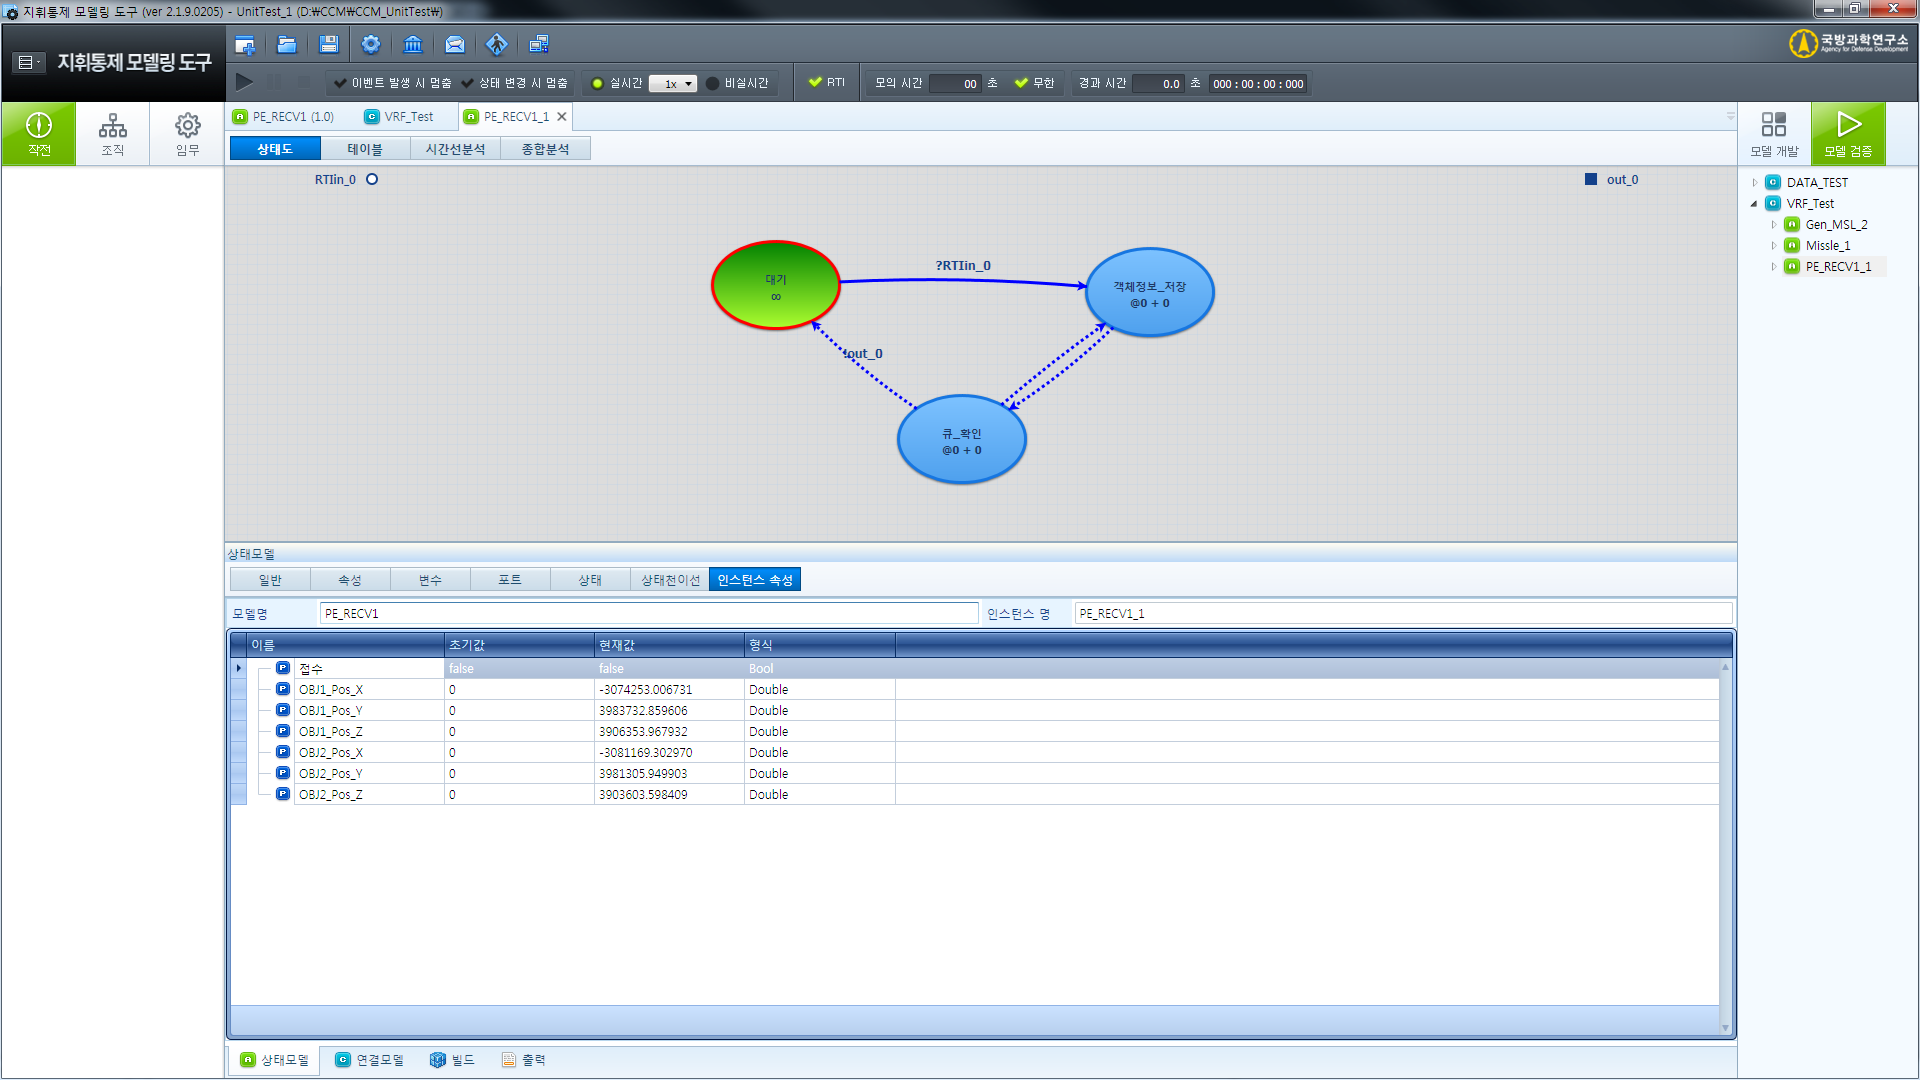 지휘통제 모델링 도구 (ver 2.1.9.0205) - UnitTest_1 (D:₩CCM₩CCM_UnitTest₩)
지휘통제 모델링 도구
국방과학연구소
Agency for Defense Development
이벤트 발생 시 멈춤 상태 변경 시 멈춤 실시간 1x 비실시간 RTI 모의 시간 00 초 무한 경과 시간 0.0 초 000 : 00 : 00 : 000
작전 조직 임무
PE_RECV1 (1.0) VRF_Test PE_RECV1_1
상태도 테이블 시간선분석 종합분석
모델 개발 모델 검증
RTIin_0
out_0
대기
∞
?RTIin_0
객체정보_저장
@0 + 0
!out_0
큐_확인
@0 + 0
DATA_TEST
VRF_Test
Gen_MSL_2
Missle_1
PE_RECV1_1
상태모델
일반 속성 변수 포트 상태 상태천이선 인스턴스 속성
모델명 PE_RECV1 인스턴스 명 PE_RECV1_1
이름 초기값 현재값 형식
접수 false false Bool
OBJ1_Pos_X 0 -3074253.006731 Double
OBJ1_Pos_Y 0 3983732.859606 Double
OBJ1_Pos_Z 0 3906353.967932 Double
OBJ2_Pos_X 0 -3081169.302970 Double
OBJ2_Pos_Y 0 3981305.949903 Double
OBJ2_Pos_Z 0 3903603.598409 Double
상태모델 연결모델 빌드 출력